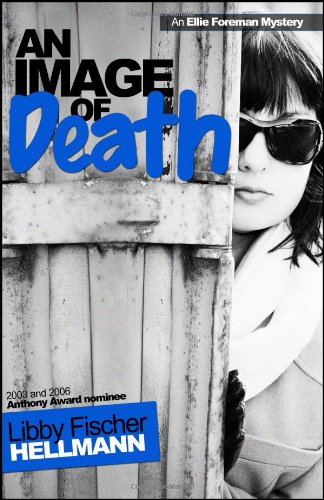 An Ellie Foreman Mystery
AN
IMAGE
OF
Death
2003 and 2006
Anthony Award nominee
Libby Fischer
HELLMANN